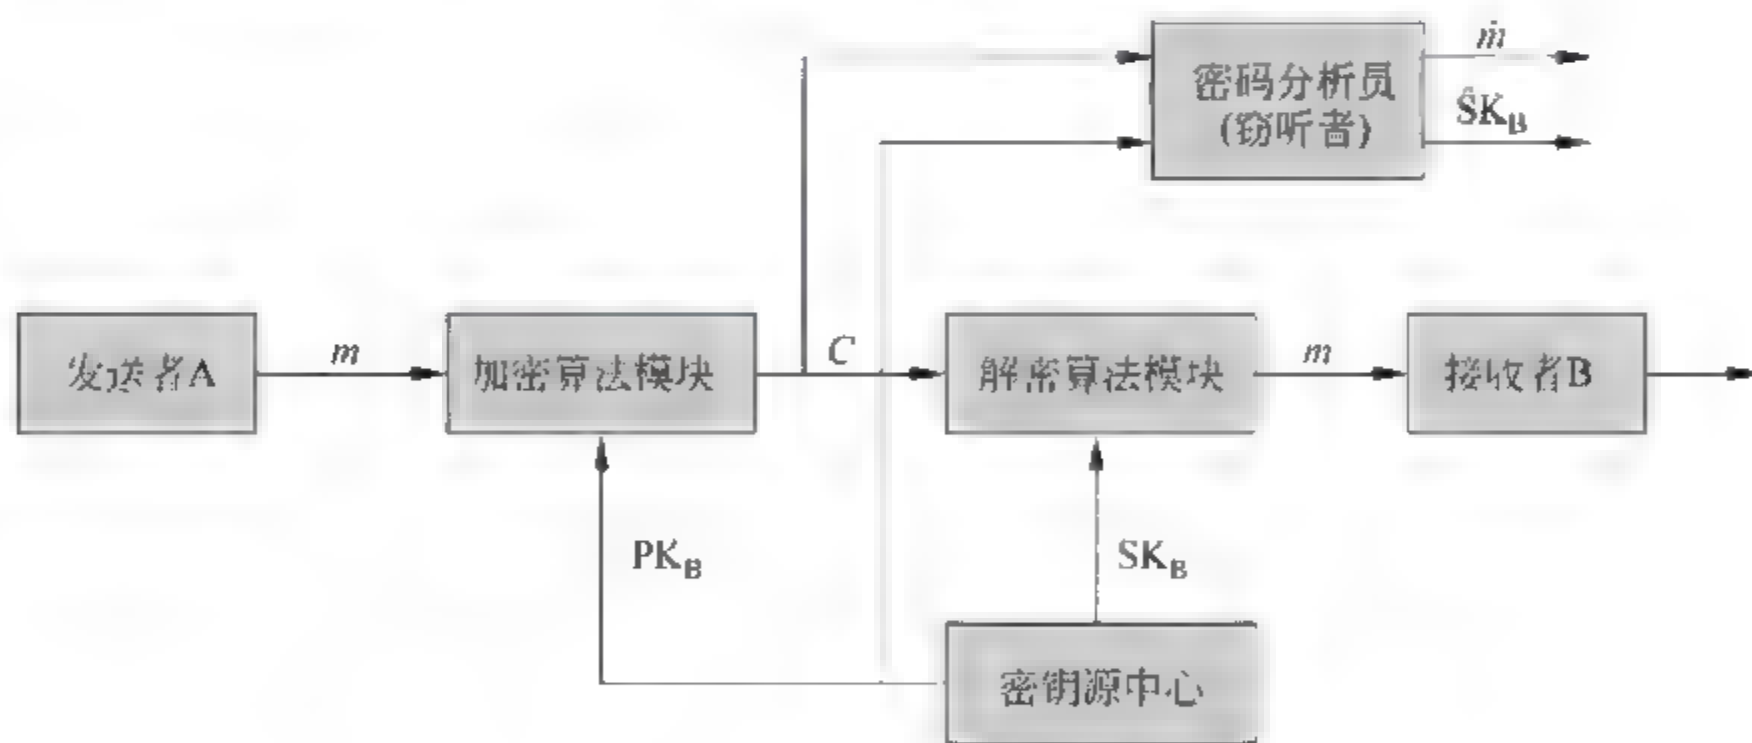 m̂
密码分析员
(窃听者)
ŜK_B
发送者A
m
加密算法模块
C
解密算法模块
m
接收者B
PK_B
SK_B
密钥源中心